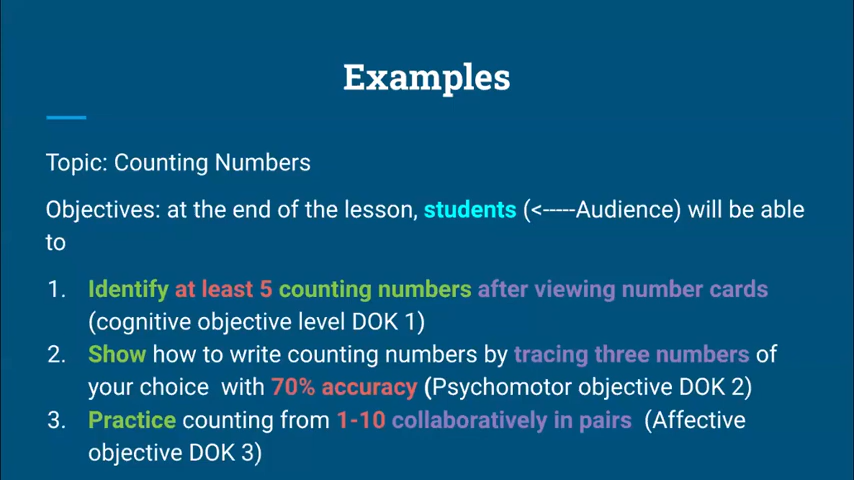 Examples
Topic: Counting Numbers
Objectives: at the end of the lesson, students (<-----Audience) will be able
to
1. Identify at least 5 counting numbers after viewing number cards
(cognitive objective level DOK 1)
2. Show how to write counting numbers by tracing three numbers of
your choice with 70% accuracy (Psychomotor objective DOK 2)
3. Practice counting from 1-10 collaboratively in pairs (Affective
objective DOK 3)